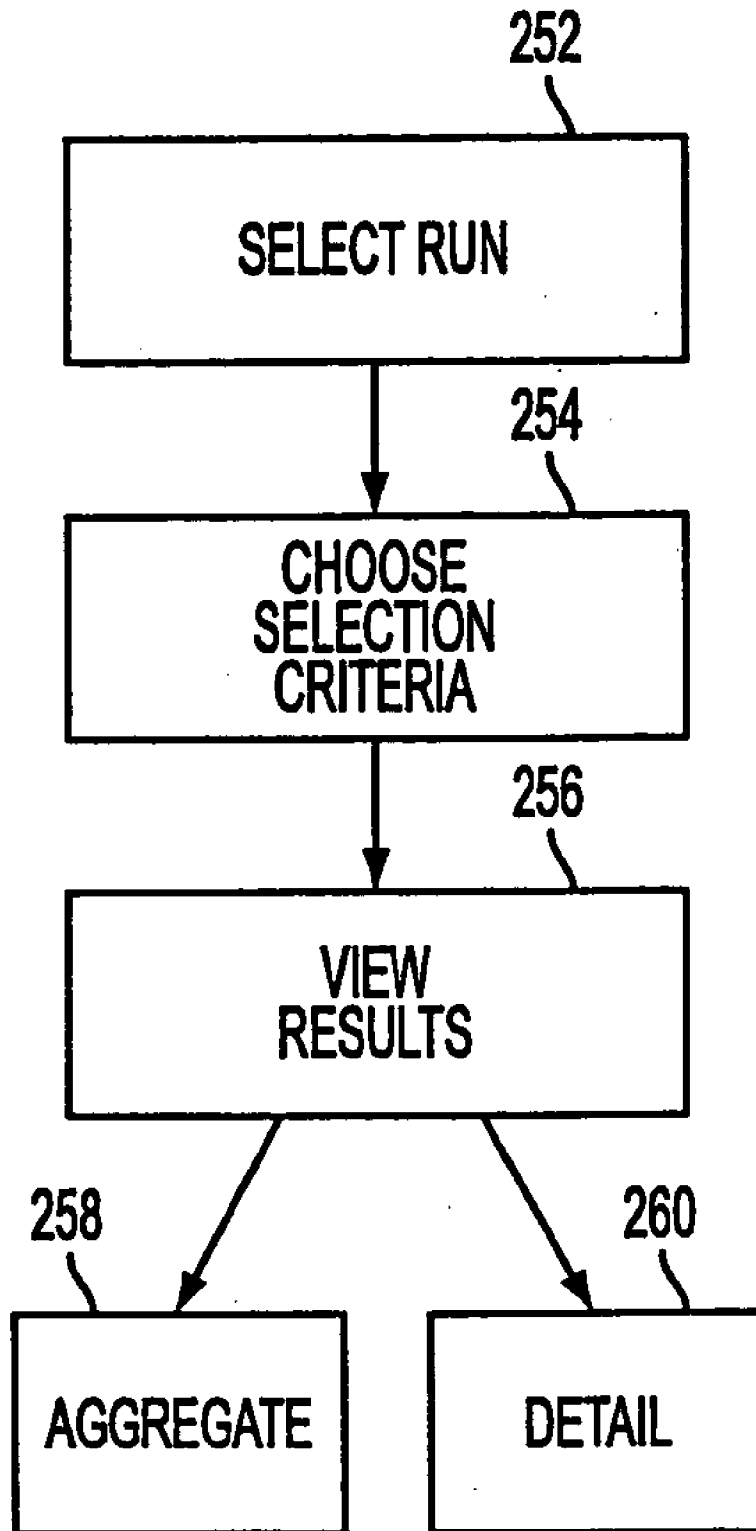 252
SELECT RUN
254
CHOOSE
SELECTION
CRITERIA
256
VIEW
RESULTS
258
260
AGGREGATE
DETAIL